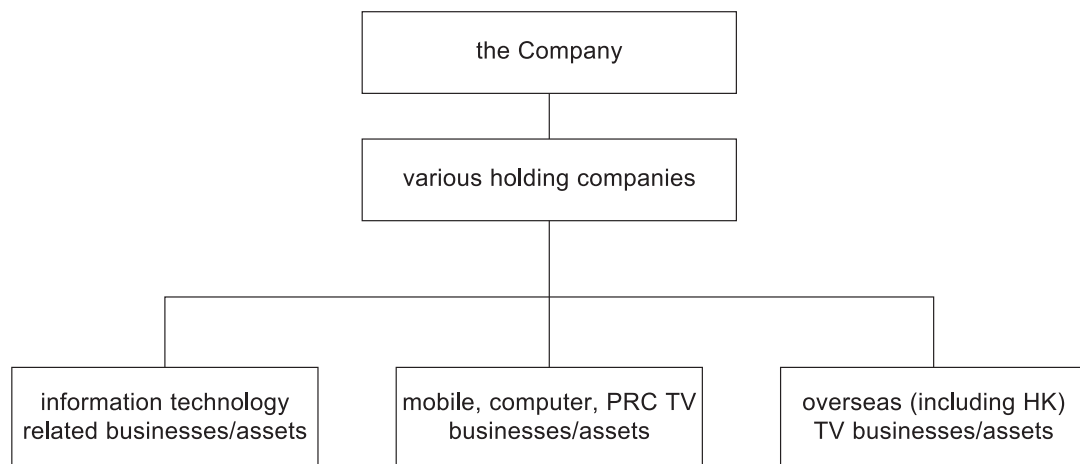 the Company
various holding companies
information technology
related businesses/assets
mobile, computer, PRC TV
businesses/assets
overseas (including HK)
TV businesses/assets